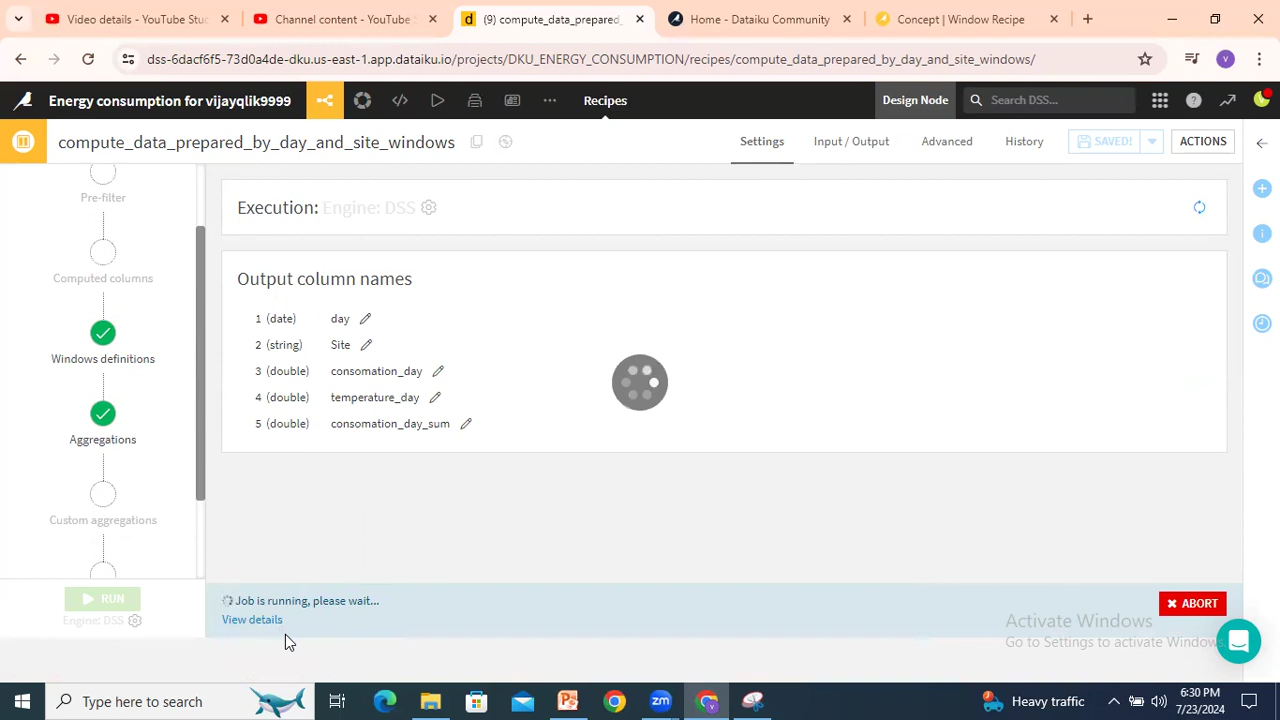 Video details - YouTube Stu
Channel content - YouTube S
(9) compute_data_prepared_
Home - Dataiku Community
Concept | Window Recipe
dss-6dacf6f5-73d0a4de-dku.us-east-1.app.dataiku.io/projects/DKU_ENERGY_CONSUMPTION/recipes/compute_data_prepared_by_day_and_site_windows/
V
Energy consumption for vijayqlik9999
Recipes
Design Node
Search DSS...
compute_data_prepared_by_day_and_site_windows
Settings
Input / Output
Advanced
History
SAVED!
ACTIONS
Pre-filter
Computed columns
Windows definitions
Aggregations
Custom aggregations
RUN
Engine: DSS
Execution: Engine: DSS
Output column names
1 (date) day
2 (string) Site
3 (double) consomation_day
4 (double) temperature_day
5 (double) consomation_day_sum
Job is running, please wait...
View details
ABORT
Activate Windows
Go to Settings to activate Windows.
Type here to search
zm
Heavy traffic
6:30 PM
7/23/2024